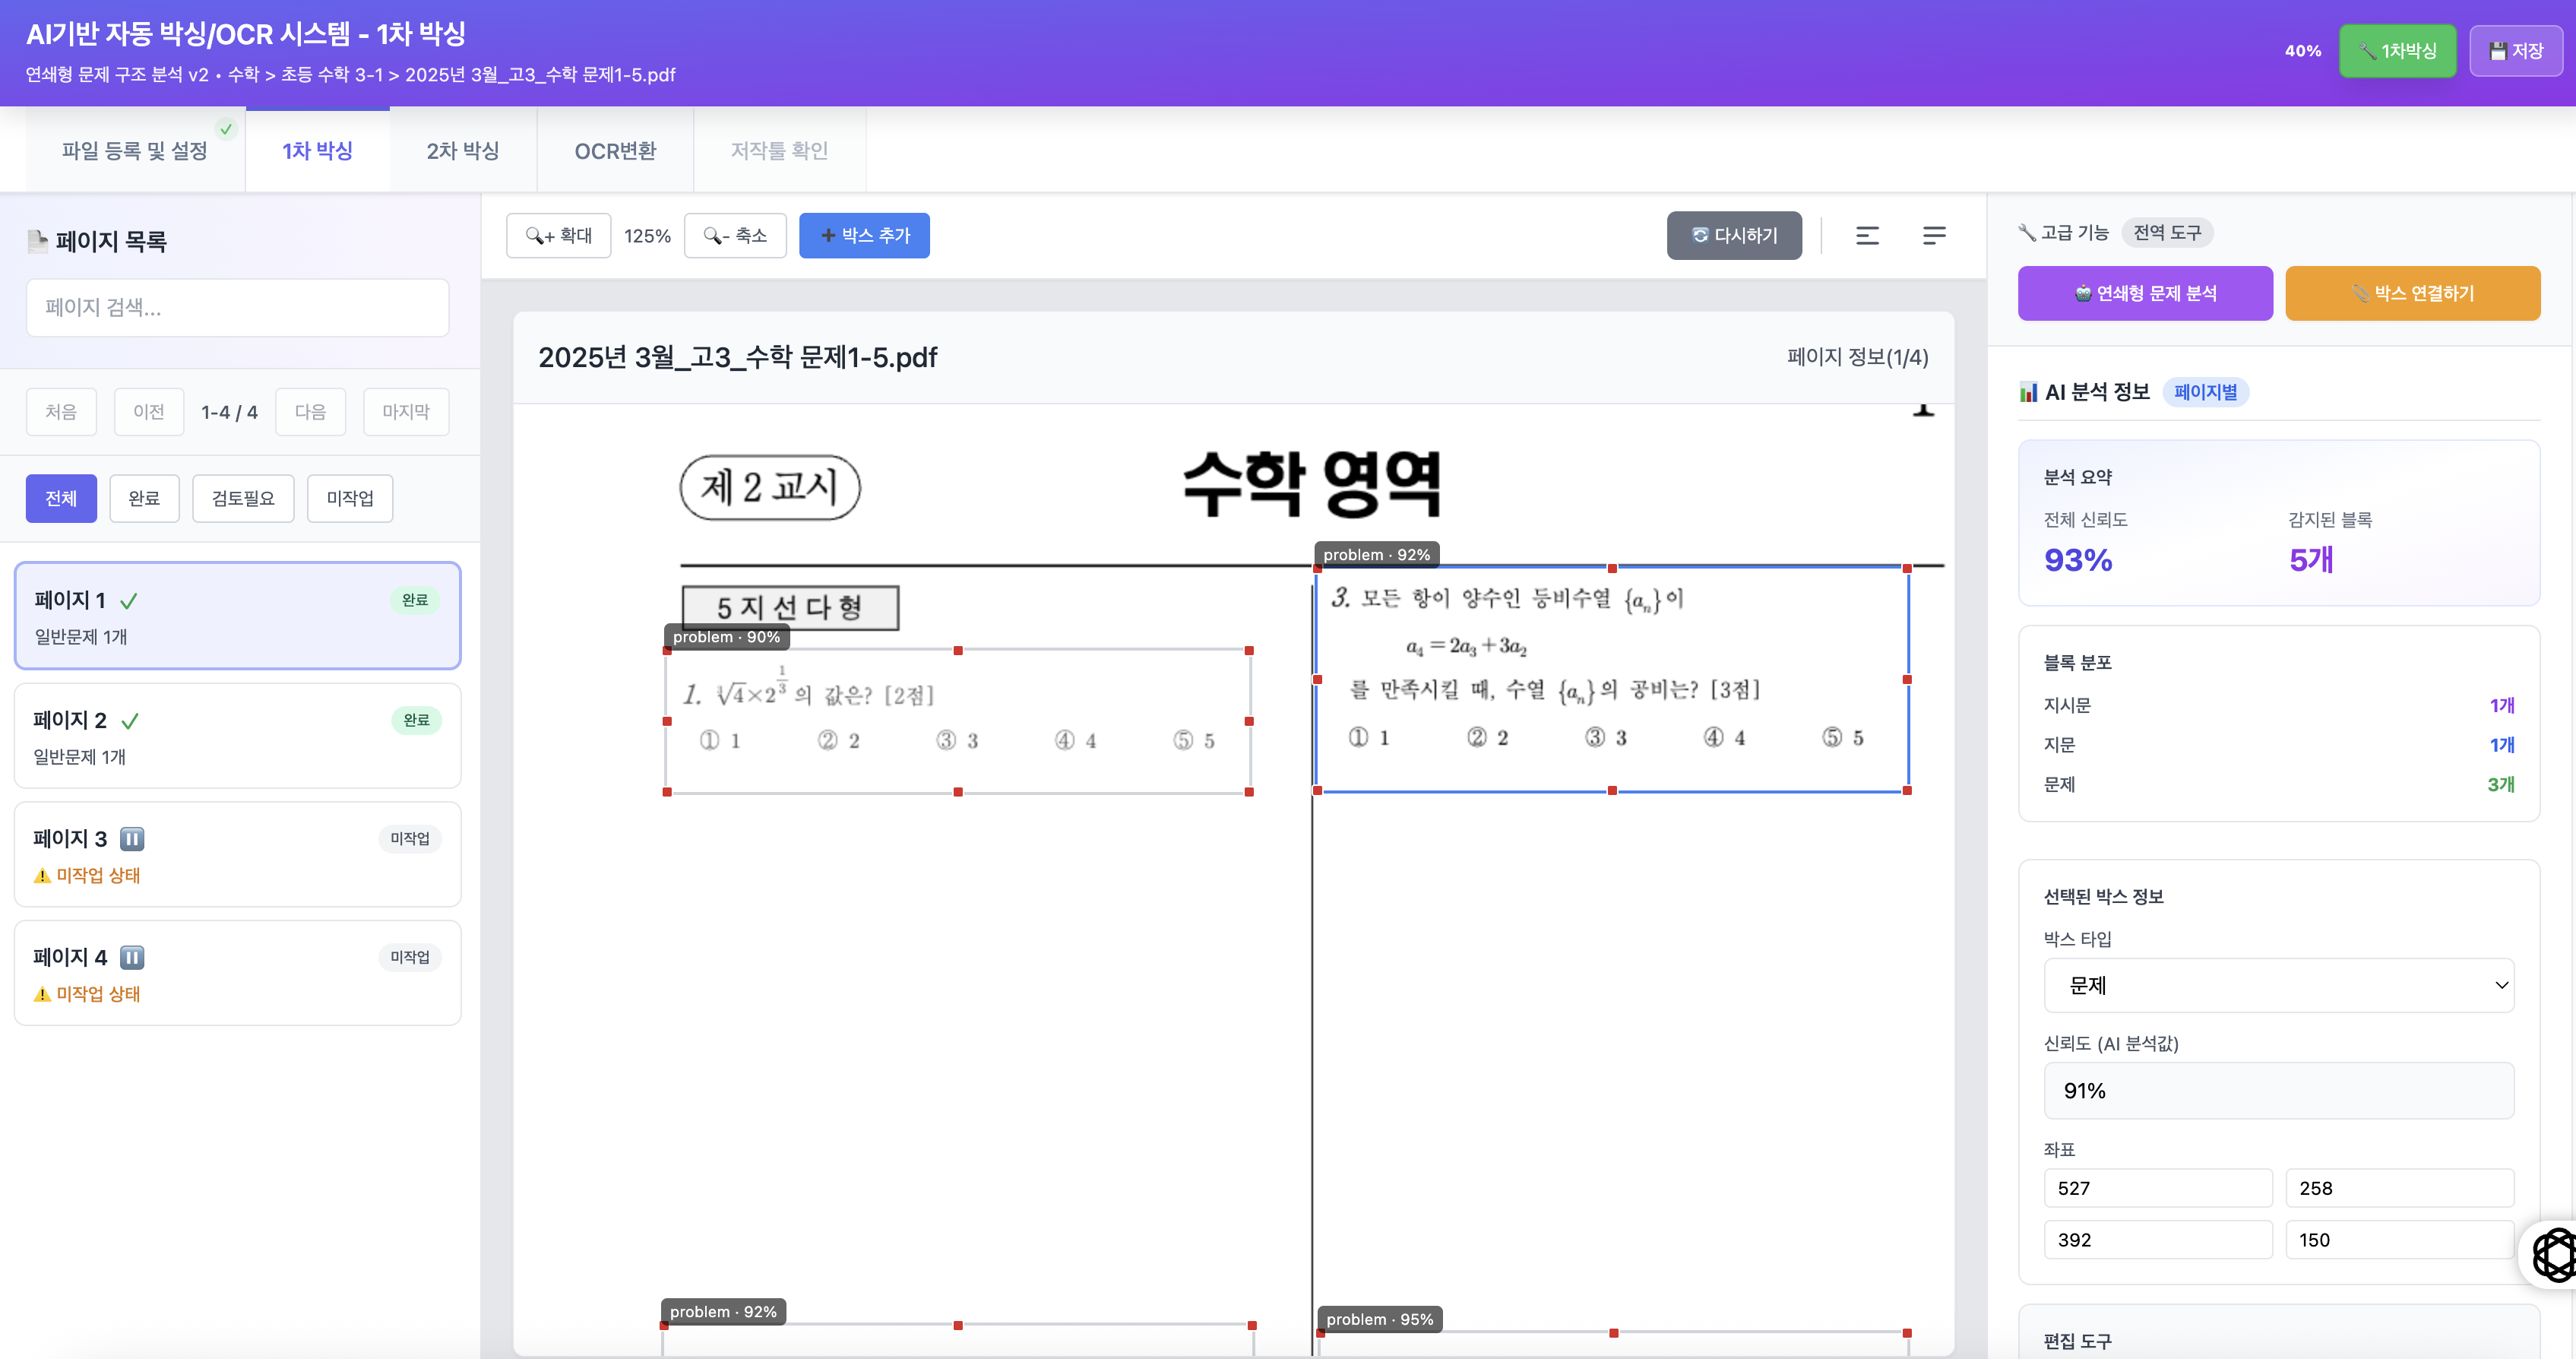 AI기반 자동 박싱/OCR 시스템 - 1차 박싱
연쇄형 문제 구조 분석 v2 • 수학 > 초등 수학 3-1 > 2025년 3월_고3_수학 문제1-5.pdf
40%
🔧 1차박싱
💾 저장
파일 등록 및 설정 ✓
1차 박싱
2차 박싱
OCR변환
저작툴 확인
📄 페이지 목록
페이지 검색...
처음
이전
1-4 / 4
다음
마지막
전체
완료
검토필요
미작업
페이지 1 ✓
완료
일반문제 1개
페이지 2 ✓
완료
일반문제 1개
페이지 3 ⏸
미작업
⚠️ 미작업 상태
페이지 4 ⏸
미작업
⚠️ 미작업 상태
🔍+ 확대
125%
🔍- 축소
➕ 박스 추가
🔄 다시하기
2025년 3월_고3_수학 문제1-5.pdf
페이지 정보(1/4)
제 2 교시
수학 영역
5 지 선 다 형
problem · 90%
1. ∛4×2^(1/3) 의 값은? [2점]
① 1 ② 2 ③ 3 ④ 4 ⑤ 5
problem · 92%
3. 모든 항이 양수인 등비수열 {aₙ}이
a₄ = 2a₃ + 3a₂
를 만족시킬 때, 수열 {aₙ}의 공비는? [3점]
① 1 ② 2 ③ 3 ④ 4 ⑤ 5
problem · 92%
problem · 95%
🔧 고급 기능
전역 도구
🤖 연쇄형 문제 분석
📎 박스 연결하기
📊 AI 분석 정보
페이지별
분석 요약
전체 신뢰도
93%
감지된 블록
5개
블록 분포
지시문 1개
지문 1개
문제 3개
선택된 박스 정보
박스 타입
문제
신뢰도 (AI 분석값)
91%
좌표
527
258
392
150
편집 도구